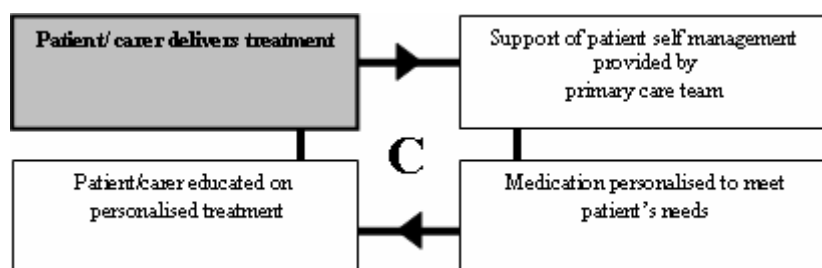 Patient/ carer delivers treatment
Support of patient self management
provided by
primary care team
C
Patient/carer educated on
personalised treatment
Medication personalised to meet
patient's needs